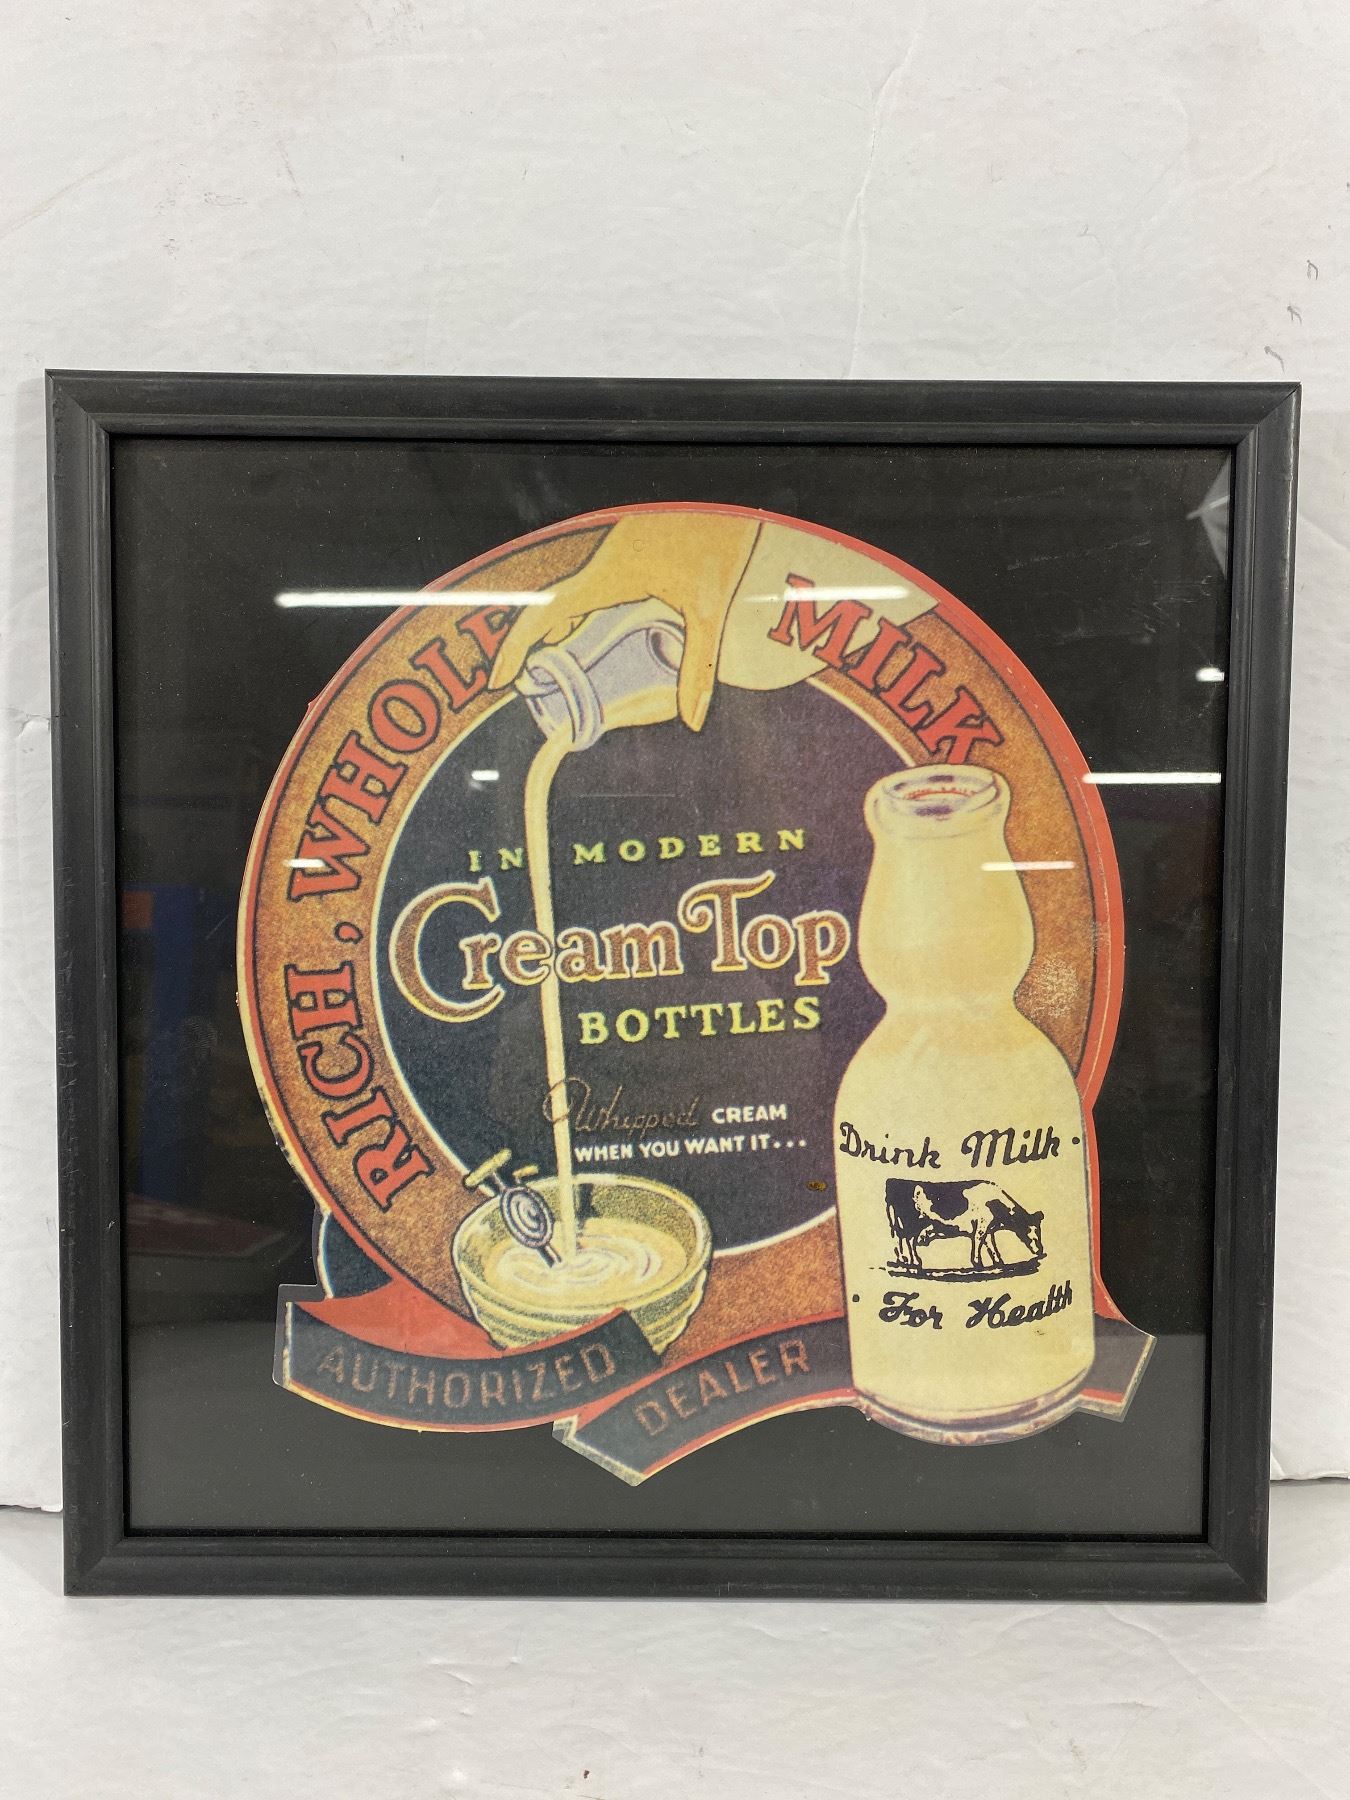 RICH, WHOLE MILK
IN MODERN
Cream Top
BOTTLES
Whipped CREAM
WHEN YOU WANT IT...
Drink Milk
For Health
AUTHORIZED DEALER